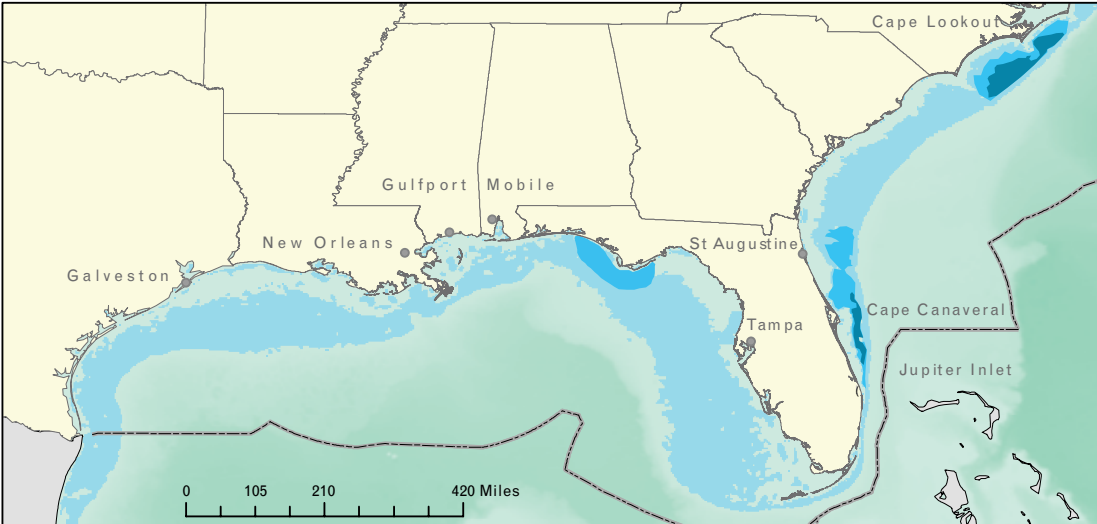 Cape Lookout
Gulfport Mobile
New Orleans
St Augustine
Galveston
Cape Canaveral
Tampa
Jupiter Inlet
0 105 210 420 Miles